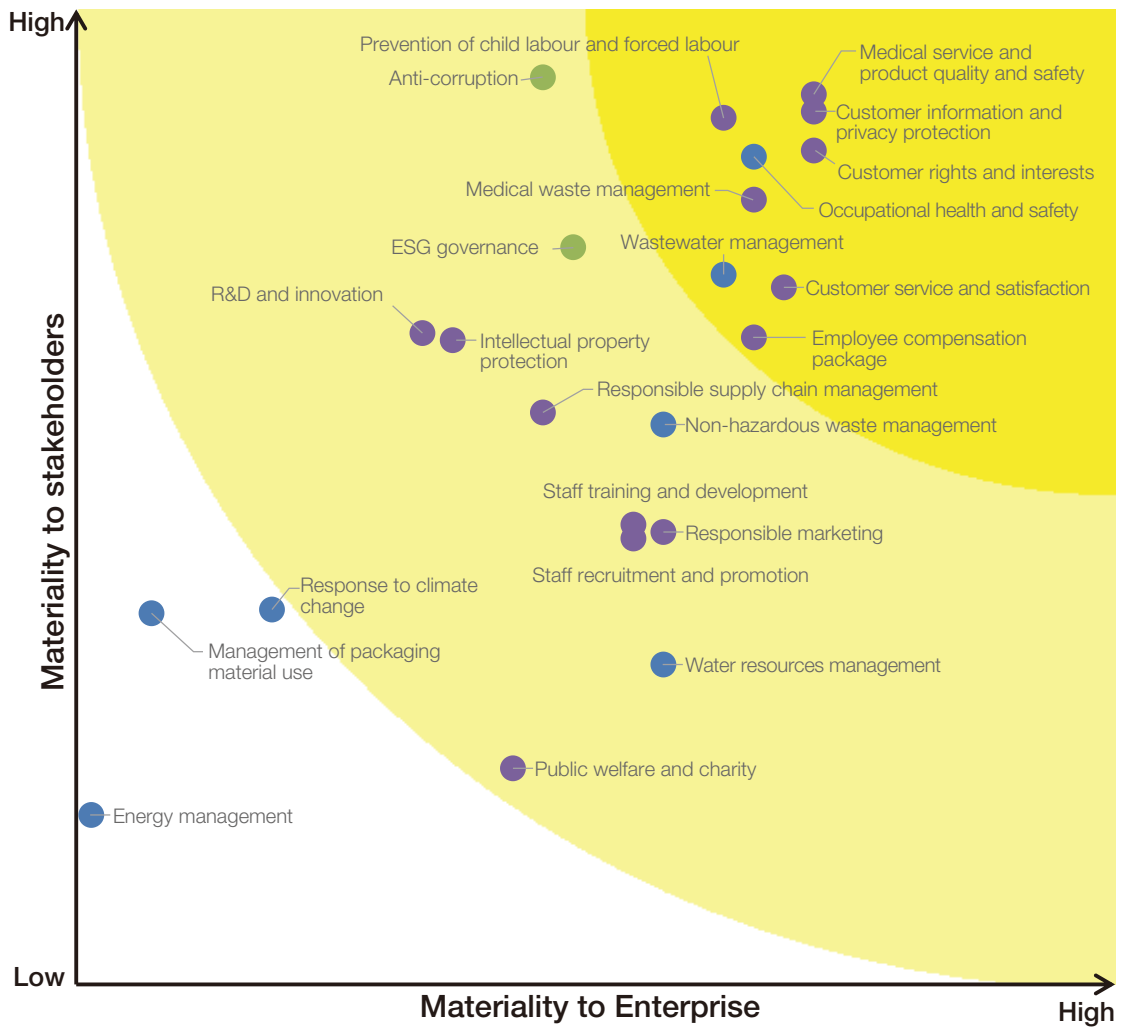 High
Prevention of child labour and forced labour
Medical service and
product quality and safety
Anti-corruption
Customer information and
privacy protection
Customer rights and interests
Medical waste management
Occupational health and safety
ESG governance
Wastewater management
Customer service and satisfaction
R&D and innovation
Intellectual property
protection
Employee compensation
package
Responsible supply chain management
Non-hazardous waste management
Staff training and development
Responsible marketing
Staff recruitment and promotion
Response to climate
change
Management of packaging
material use
Water resources management
Public welfare and charity
Energy management
Materiality to stakeholders
Low
Materiality to Enterprise
High